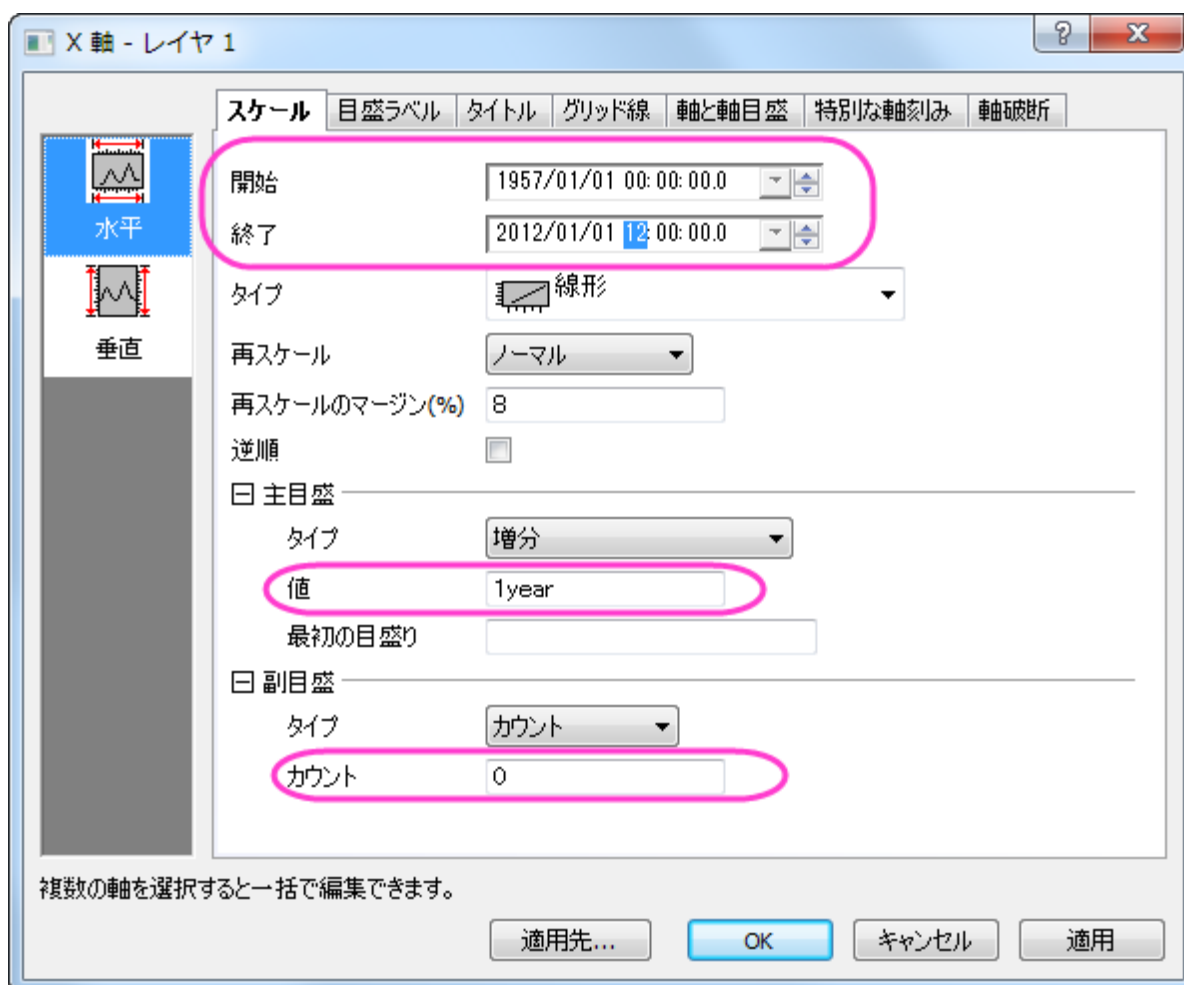 X 軸 - レイヤ 1
スケール 目盛ラベル タイトル グリッド線 軸と軸目盛 特別な軸刻み 軸破断
水平
垂直
開始 1957/01/01 00:00:00.0
終了 2012/01/01 12:00:00.0
タイプ 線形
再スケール ノーマル
再スケールのマージン(%) 8
逆順
主目盛
タイプ 増分
値 1year
最初の目盛り
副目盛
タイプ カウント
カウント 0
複数の軸を選択すると一括で編集できます。
適用先... OK キャンセル 適用